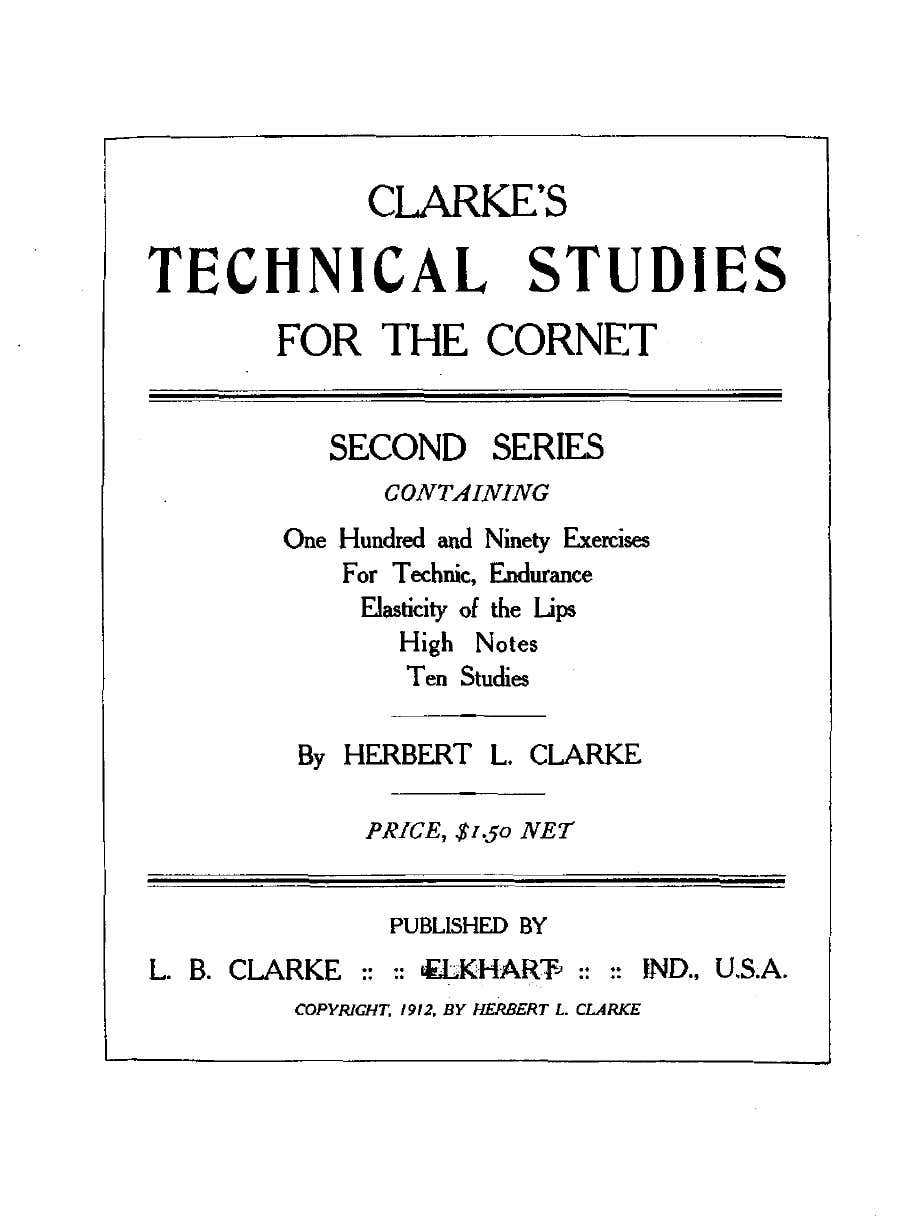 CLARKE'S
TECHNICAL STUDIES
FOR THE CORNET
SECOND SERIES
CONTAINING
One Hundred and Ninety Exercises
For Technic, Endurance
Elasticity of the Lips
High Notes
Ten Studies
By HERBERT L. CLARKE
PRICE, $1.50 NET
PUBLISHED BY
L. B. CLARKE :: :: ELKHART :: :: IND., U.S.A.
COPYRIGHT, 1912, BY HERBERT L. CLARKE